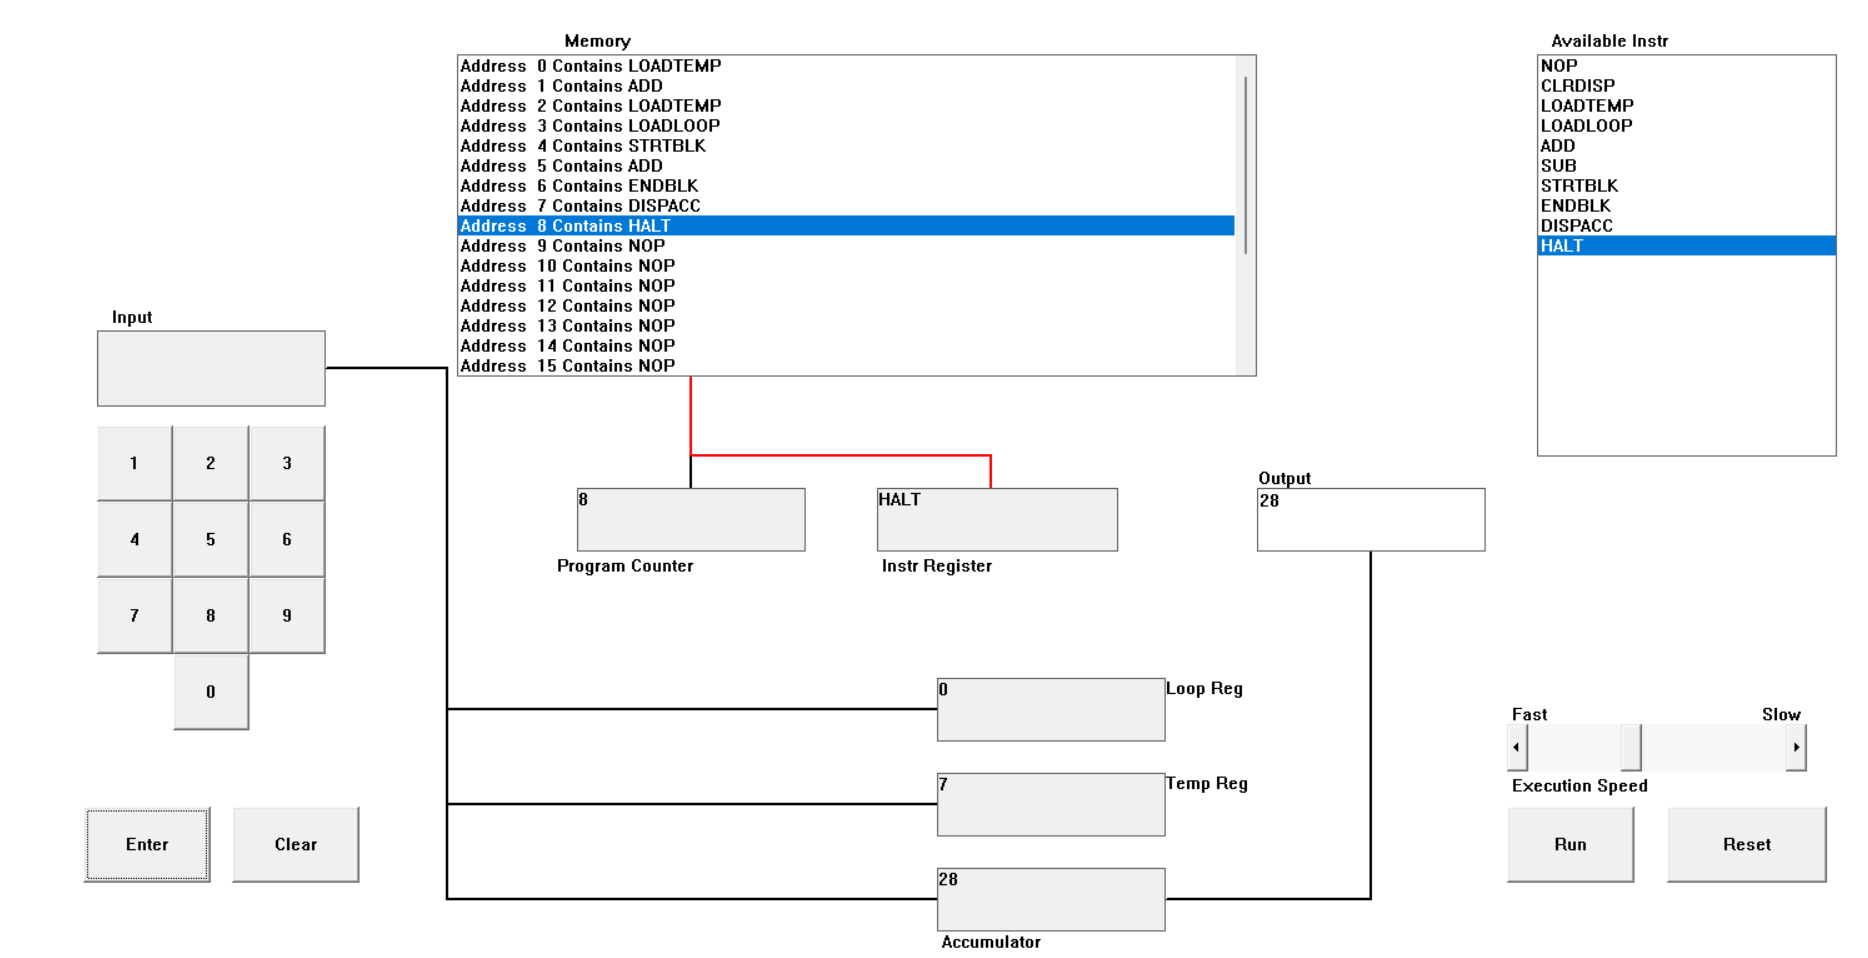 Memory
Address 0 Contains LOADTEMP
Address 1 Contains ADD
Address 2 Contains LOADTEMP
Address 3 Contains LOADLOOP
Address 4 Contains STRTBLK
Address 5 Contains ADD
Address 6 Contains ENDBLK
Address 7 Contains DISPACC
Address 8 Contains HALT
Address 9 Contains NOP
Address 10 Contains NOP
Address 11 Contains NOP
Address 12 Contains NOP
Address 13 Contains NOP
Address 14 Contains NOP
Address 15 Contains NOP
Available Instr
NOP
CLRDISP
LOADTEMP
LOADLOOP
ADD
SUB
STRTBLK
ENDBLK
DISPACC
HALT
Input
1 2 3
4 5 6
7 8 9
0
Enter Clear
8
Program Counter
HALT
Instr Register
Output
28
0
Loop Reg
7
Temp Reg
28
Accumulator
Fast Slow
Execution Speed
Run Reset